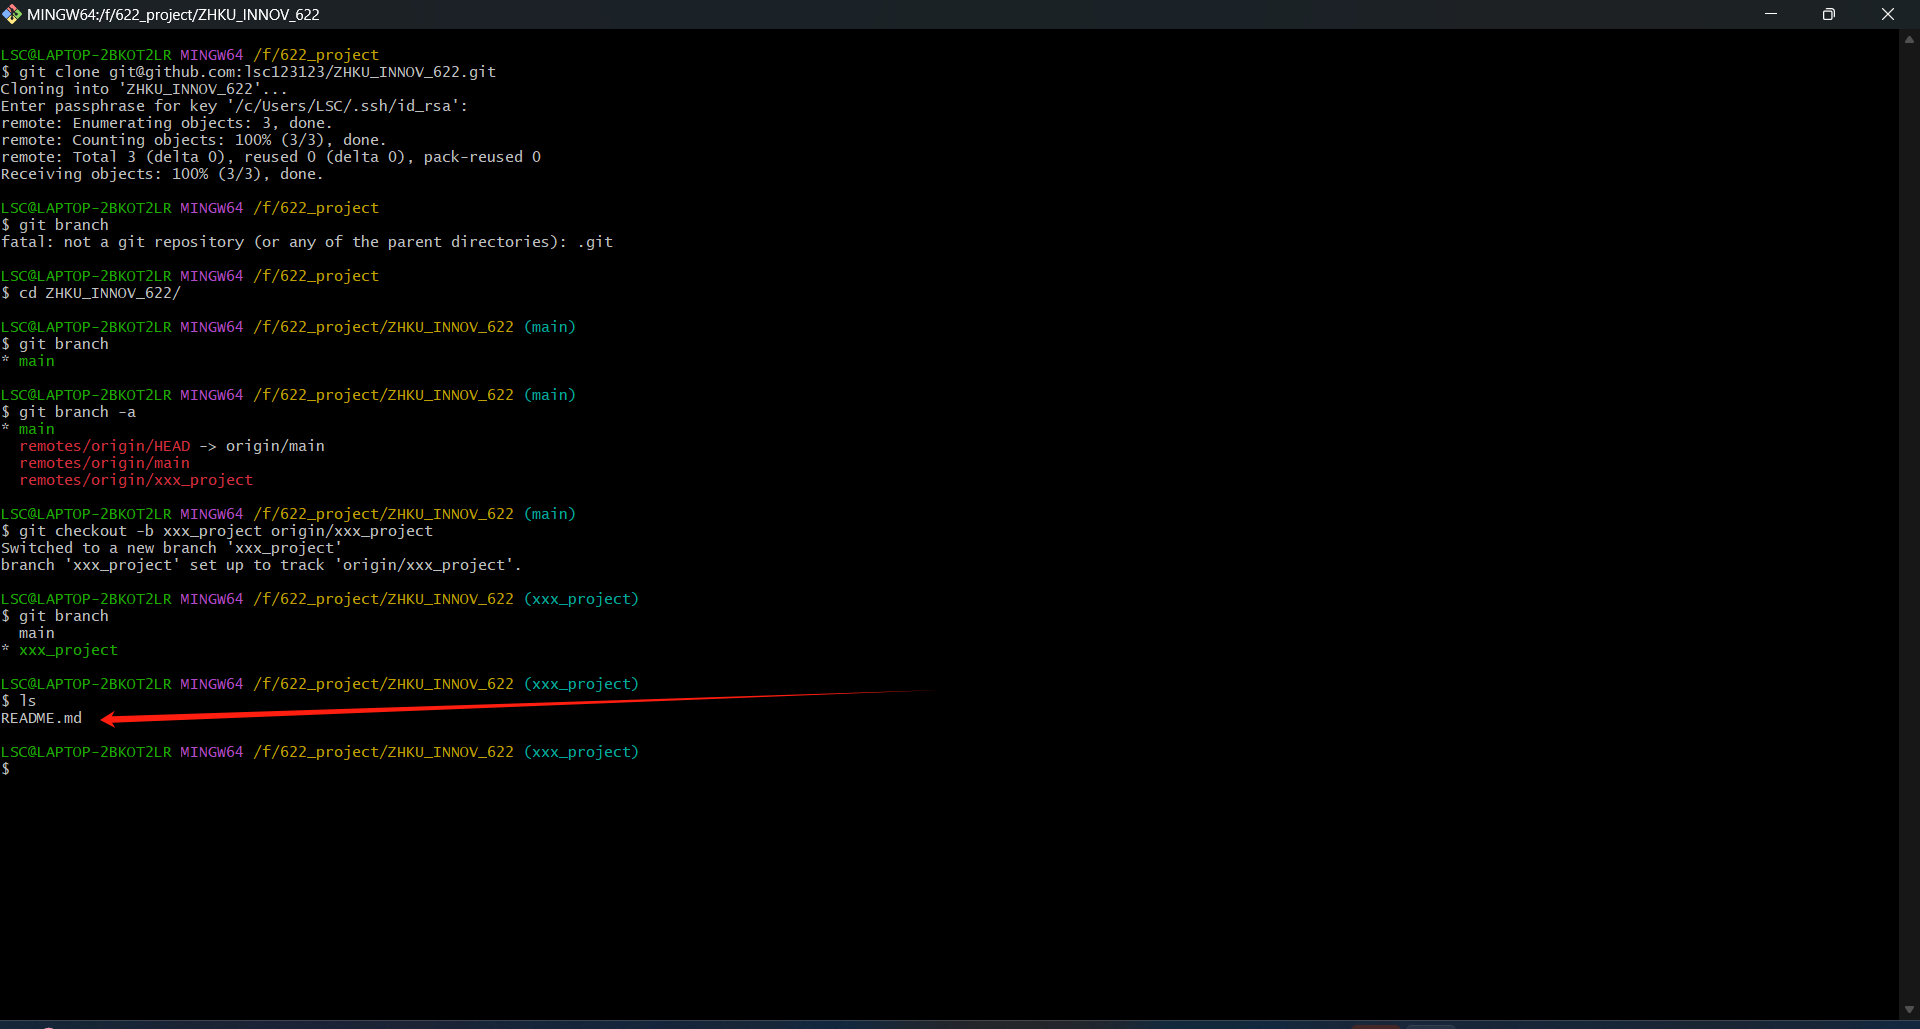 MINGW64:/f/622_project/ZHKU_INNOV_622
LSC@LAPTOP-2BKOT2LR MINGW64 /f/622_project
$ git clone git@github.com:lsc123123/ZHKU_INNOV_622.git
Cloning into 'ZHKU_INNOV_622'...
Enter passphrase for key '/c/Users/LSC/.ssh/id_rsa':
remote: Enumerating objects: 3, done.
remote: Counting objects: 100% (3/3), done.
remote: Total 3 (delta 0), reused 0 (delta 0), pack-reused 0
Receiving objects: 100% (3/3), done.
LSC@LAPTOP-2BKOT2LR MINGW64 /f/622_project
$ git branch
fatal: not a git repository (or any of the parent directories): .git
LSC@LAPTOP-2BKOT2LR MINGW64 /f/622_project
$ cd ZHKU_INNOV_622/
LSC@LAPTOP-2BKOT2LR MINGW64 /f/622_project/ZHKU_INNOV_622 (main)
$ git branch
* main
LSC@LAPTOP-2BKOT2LR MINGW64 /f/622_project/ZHKU_INNOV_622 (main)
$ git branch -a
* main
remotes/origin/HEAD -> origin/main
remotes/origin/main
remotes/origin/xxx_project
LSC@LAPTOP-2BKOT2LR MINGW64 /f/622_project/ZHKU_INNOV_622 (main)
$ git checkout -b xxx_project origin/xxx_project
Switched to a new branch 'xxx_project'
branch 'xxx_project' set up to track 'origin/xxx_project'.
LSC@LAPTOP-2BKOT2LR MINGW64 /f/622_project/ZHKU_INNOV_622 (xxx_project)
$ git branch
main
* xxx_project
LSC@LAPTOP-2BKOT2LR MINGW64 /f/622_project/ZHKU_INNOV_622 (xxx_project)
$ ls
README.md
LSC@LAPTOP-2BKOT2LR MINGW64 /f/622_project/ZHKU_INNOV_622 (xxx_project)
$